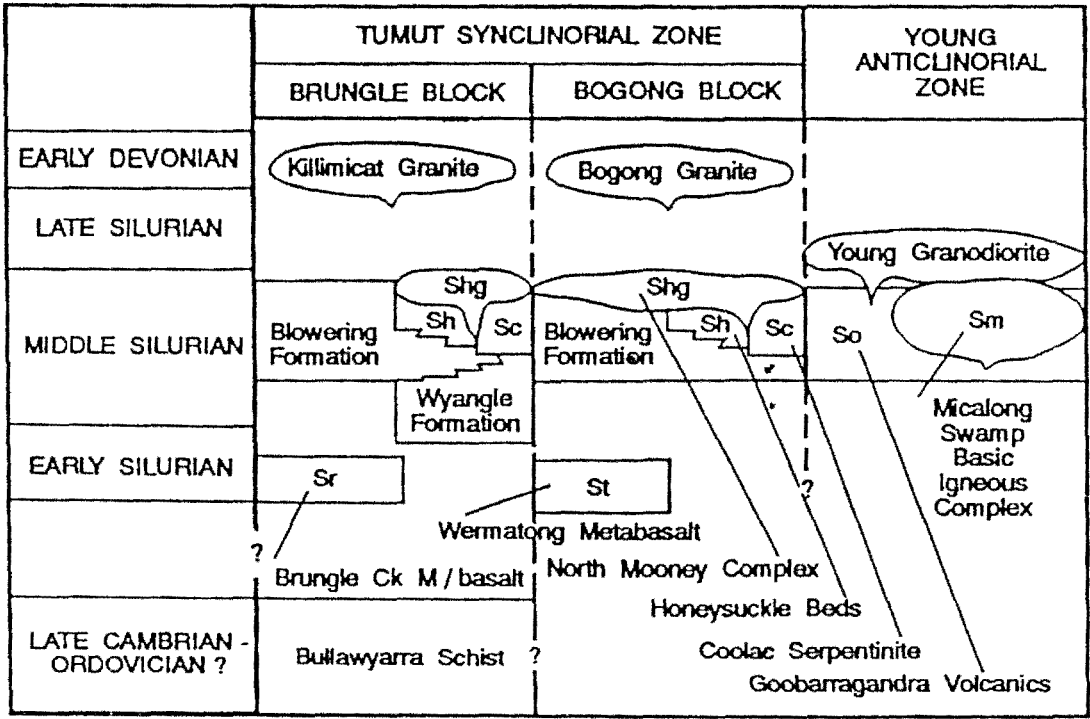 TUMUT SYNCLINORIAL ZONE
YOUNG
ANTICLINORIAL
ZONE
BRUNGLE BLOCK
BOGONG BLOCK
EARLY DEVONIAN
Killimicat Granite
Bogong Granite
LATE SILURIAN
Young Granodiorite
MIDDLE SILURIAN
Blowering
Formation
Shg
Sh
Sc
Wyangle
Formation
Blowering
Formation
Shg
Sh
Sc
So
Sm
Micalong
Swamp
Basic
Igneous
Complex
EARLY SILURIAN
Sr
St
?
Wermatong Metabasalt
?
Brungle Ck M/basalt
North Mooney Complex
Honeysuckle Beds
LATE CAMBRIAN -
ORDOVICIAN ?
Bullawyarra Schist
?
Coolac Serpentinite
Goobarragandra Volcanics